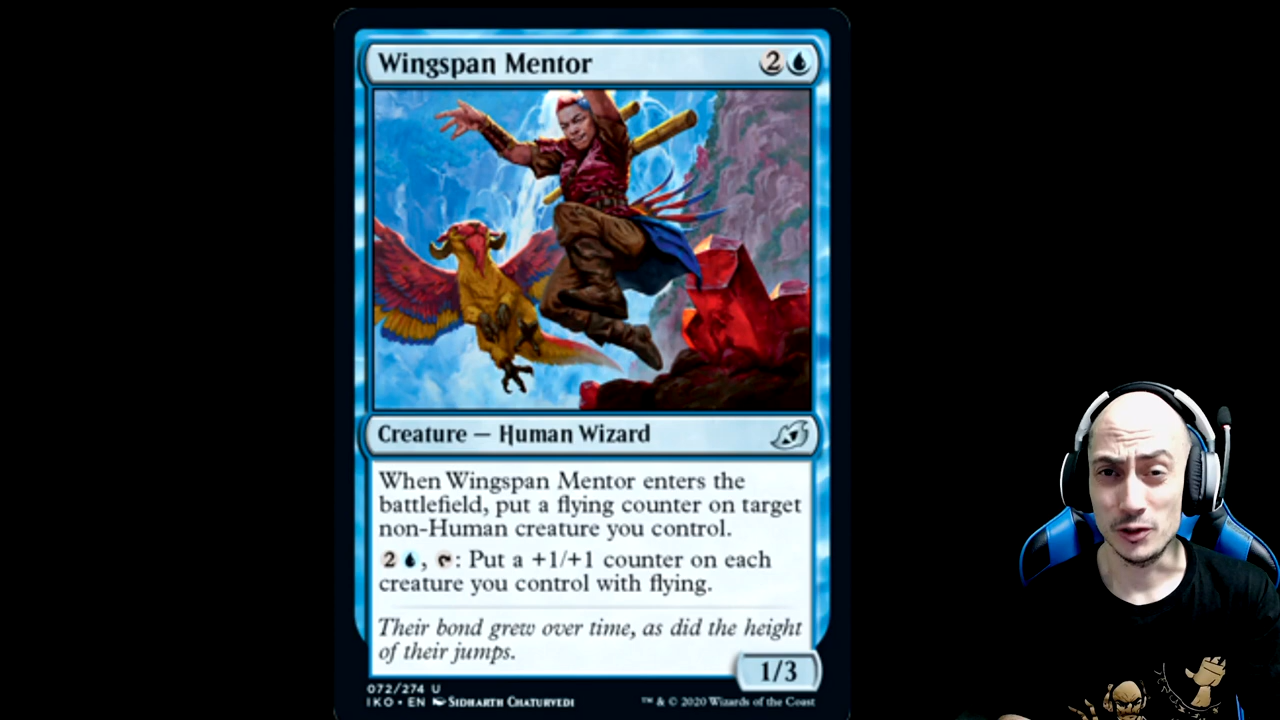 Wingspan Mentor 2
Creature — Human Wizard
When Wingspan Mentor enters the
battlefield, put a flying counter on target
non-Human creature you control.
2 , : Put a +1/+1 counter on each
creature you control with flying.
Their bond grew over time, as did the height
of their jumps.
1/3
072/274 U
IKO • EN Sidharth Chaturvedi
™ & © 2020 Wizards of the Coast